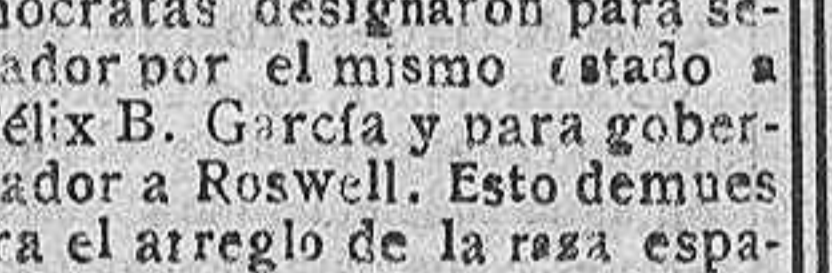 nocratas designaron para se-
ador por el mismo estado a
élix B. García y para gober-
ador a Roswell. Esto demues
ra el arreglo de la raza espa-